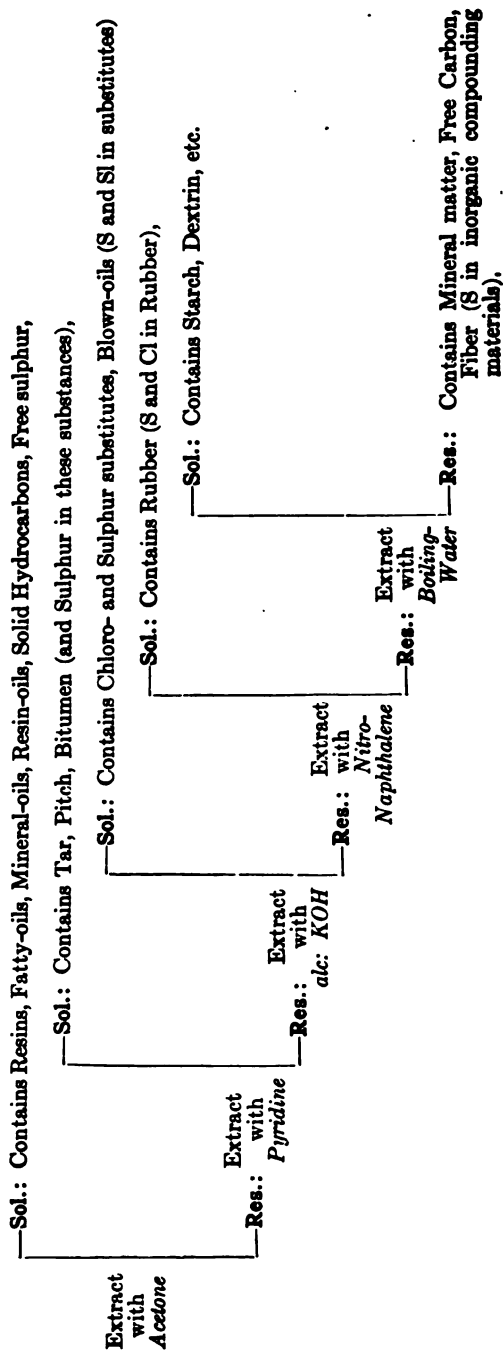 Extract
with
Acetone
—Sol.: Contains Resins, Fatty-oils, Mineral-oils, Resin-oils, Solid Hydrocarbons, Free sulphur,
—Res.:
Extract
with
Pyridine
—Sol.: Contains Tar, Pitch, Bitumen (and Sulphur in these substances),
—Res.:
Extract
with
alc: KOH
—Sol.: Contains Chloro- and Sulphur substitutes, Blown-oils (S and Sl in substitutes)
—Res.:
Extract
with
Nitro-
Naphthalene
—Sol.: Contains Rubber (S and Cl in Rubber),
—Res.:
Extract
with
Boiling-
Water
—Sol.: Contains Starch, Dextrin, etc.
—Res.: Contains Mineral matter, Free Carbon,
Fiber (S in inorganic compounding
materials).